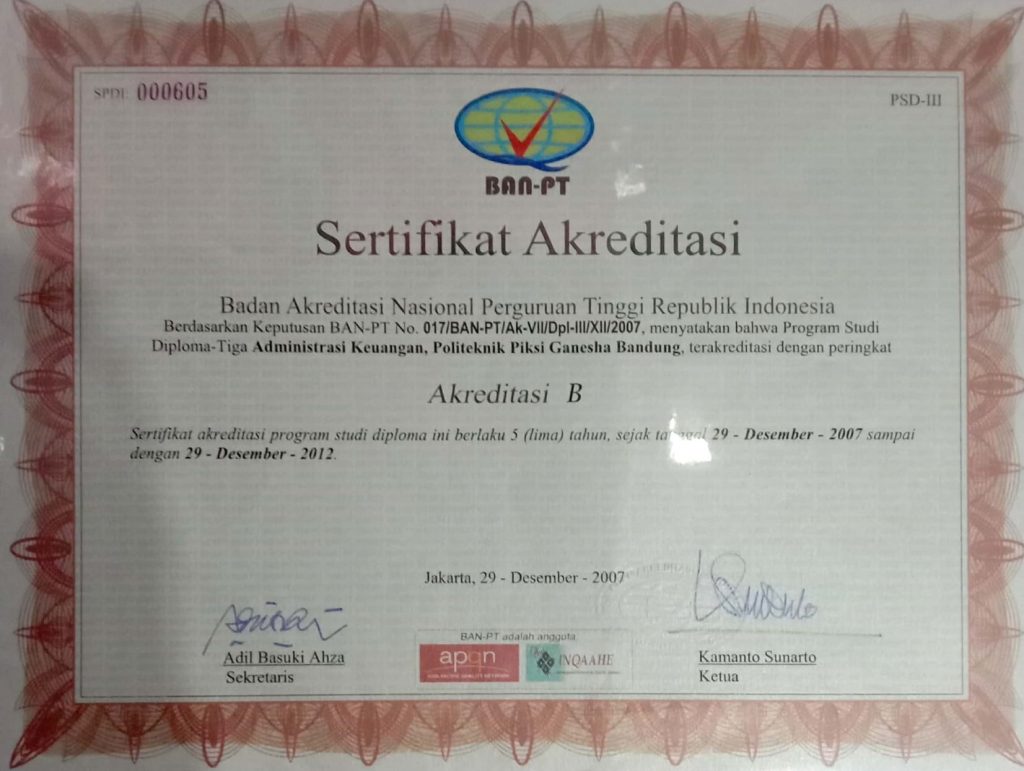 SPDI 000605
PSD-III
BAN-PT
Sertifikat Akreditasi
Badan Akreditasi Nasional Perguruan Tinggi Republik Indonesia
Berdasarkan Keputusan BAN-PT No. 017/BAN-PT/Ak-VII/Dpl-III/XII/2007, menyatakan bahwa Program Studi
Diploma-Tiga Administrasi Keuangan, Politeknik Piksi Ganesha Bandung, terakreditasi dengan peringkat
Akreditasi B
Sertifikat akreditasi program studi diploma ini berlaku 5 (lima) tahun, sejak 29 - Desember - 2007 sampai
dengan 29 - Desember - 2012.
Jakarta, 29 - Desember - 2007
BAN-PT adalah anggota
apqn
ASIA-PACIFIC QUALITY NETWORK
INQAAHE
Adil Basuki Ahza
Sekretaris
Kamanto Sunarto
Ketua